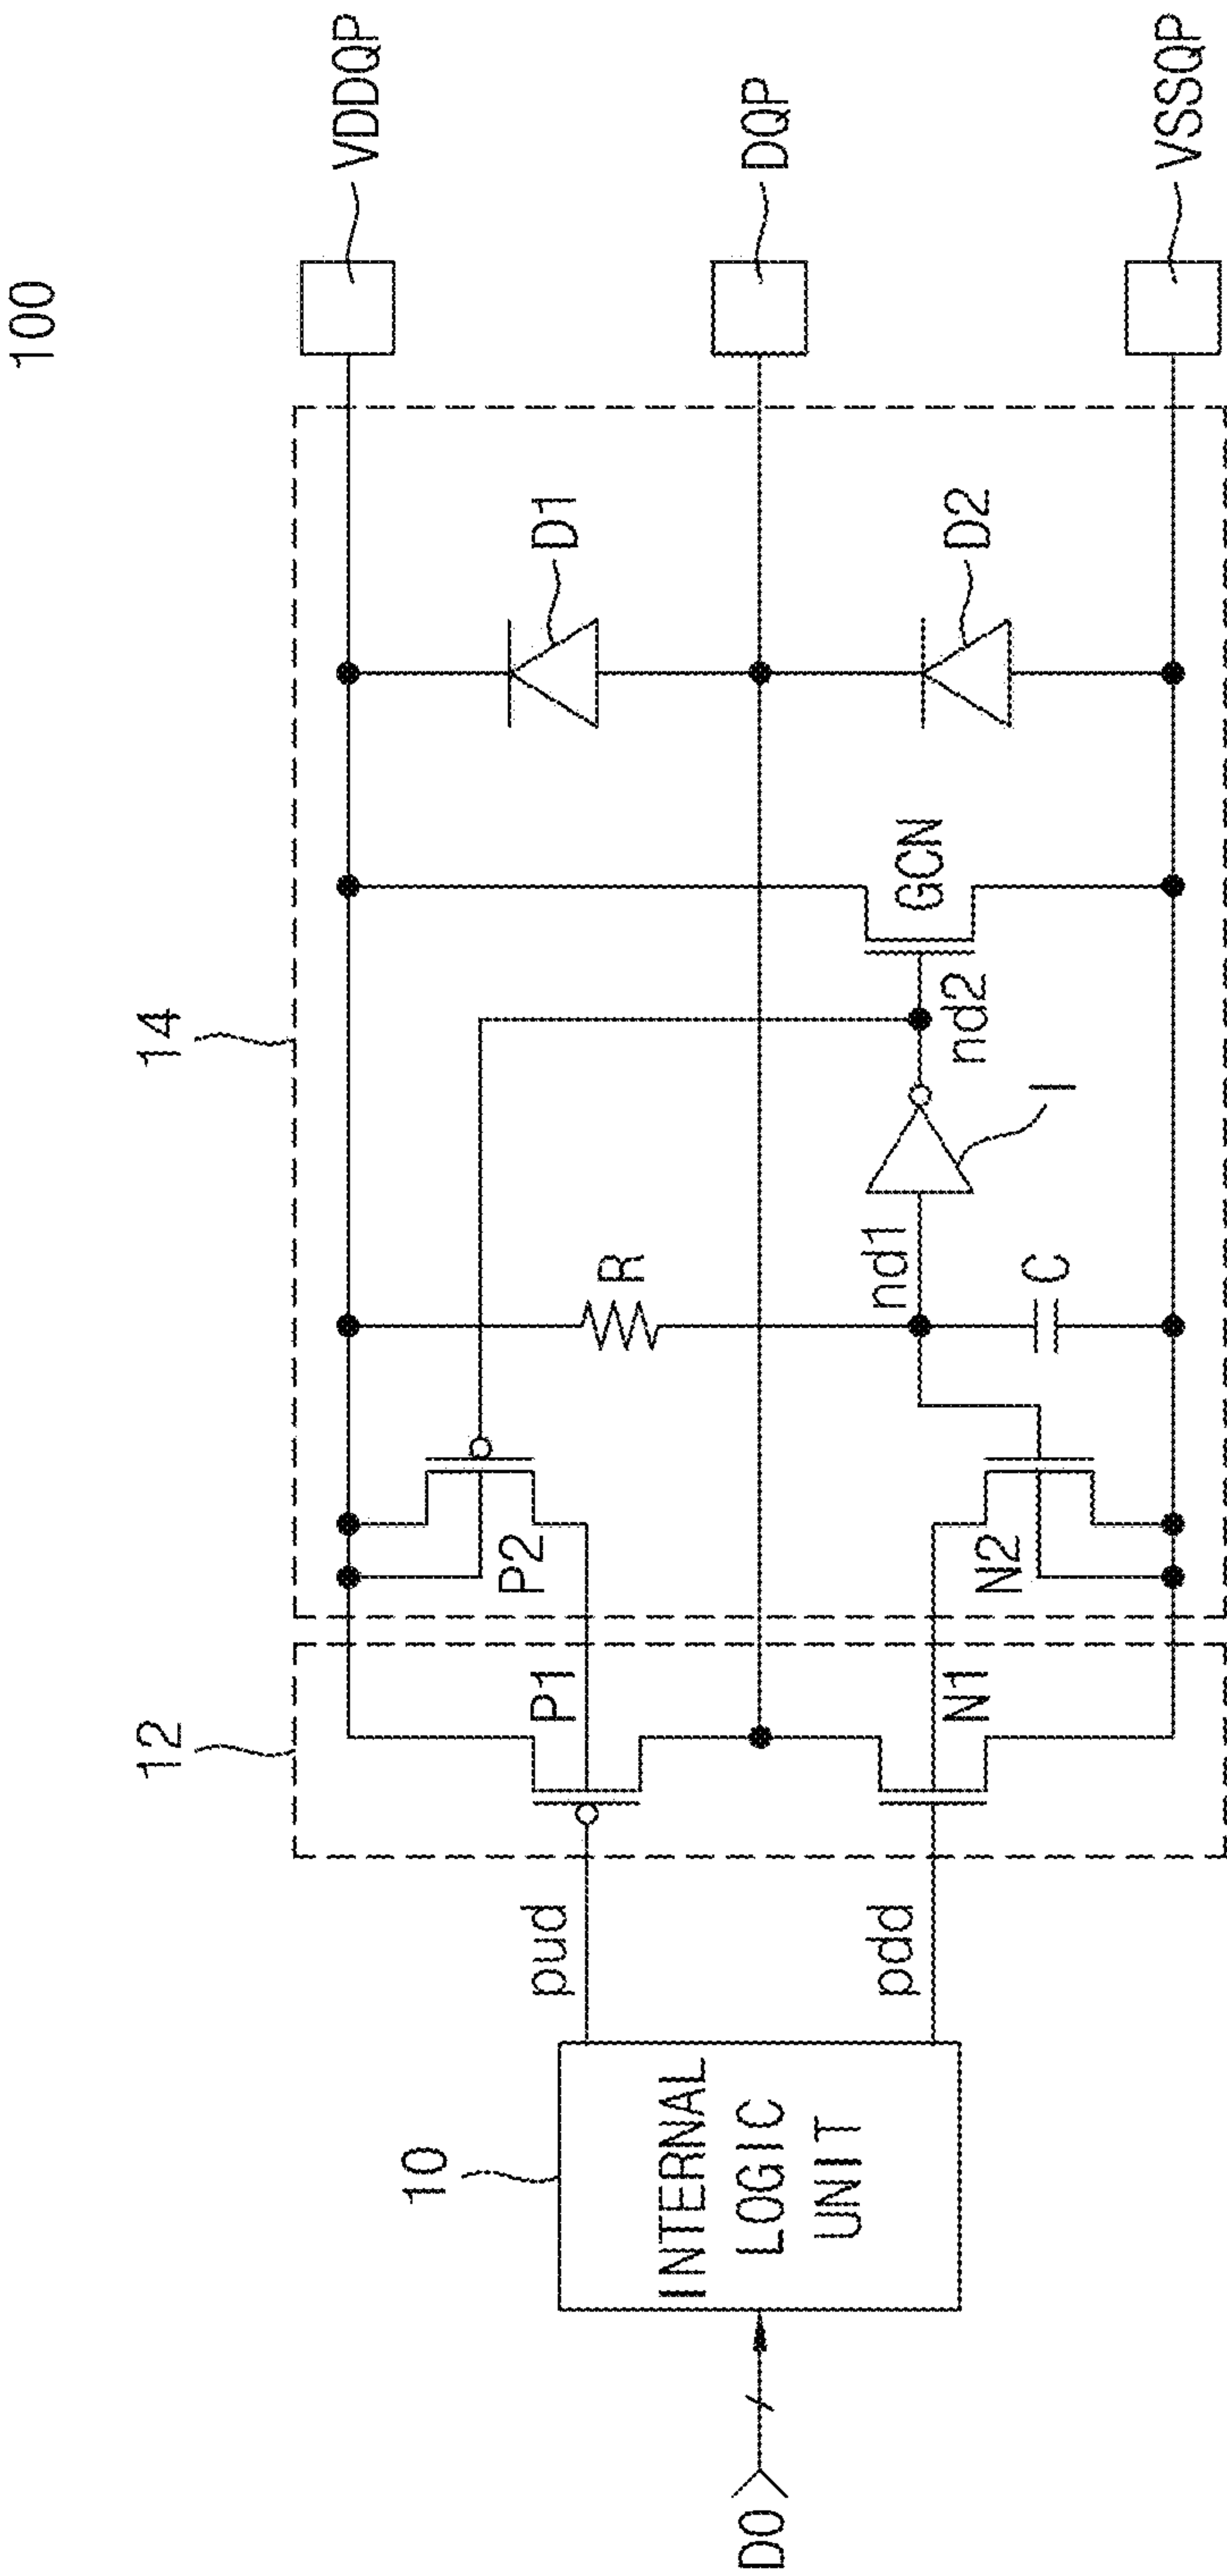 100
14
12
10
VDDQP
DQP
VSSQP
D1
D2
GCN
nd2
I
nd1
R
C
P2
N2
P1
N1
pud
pdd
INTERNAL
LOGIC
UNIT
DO